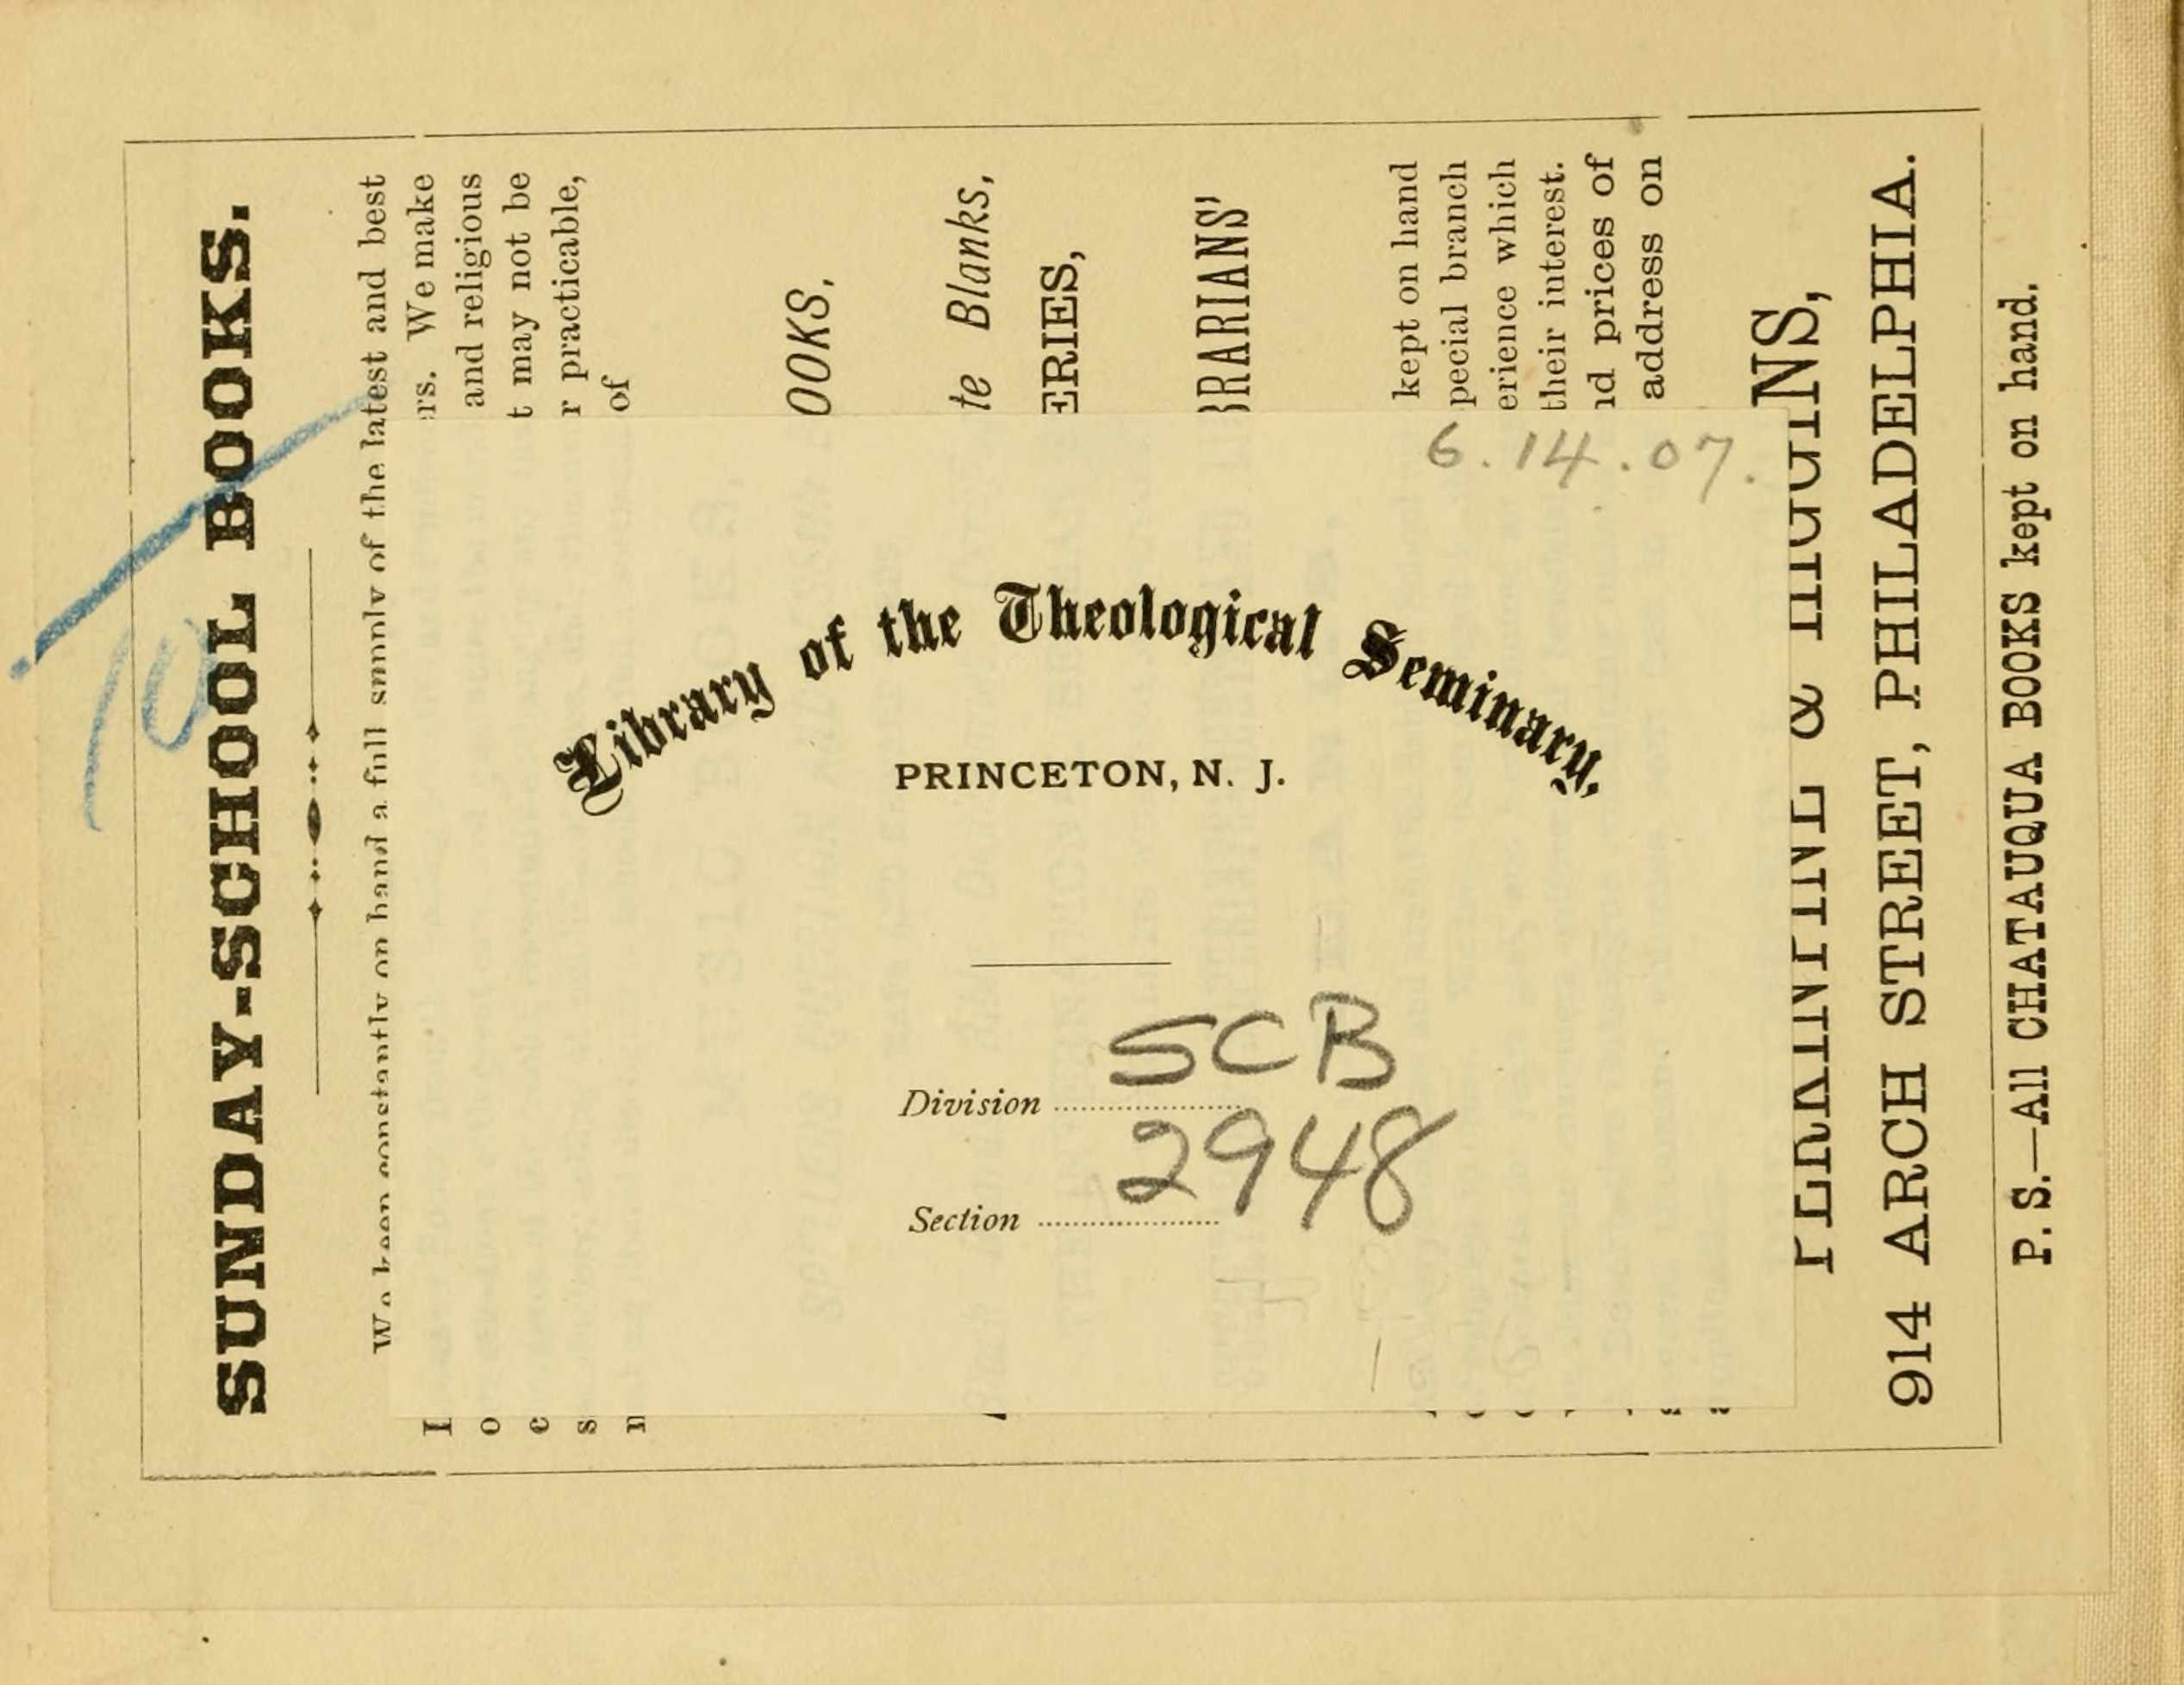 6.14.07.
Library of the Theological Seminary,
PRINCETON, N. J.
SCB
Division
2948
Section
SUNDAY-SCHOOL BOOKS.
We keep constantly on hand a full supply of the latest and best
ers. We make
and religious
t may not be
r practicable,
of
OOKS,
te Blanks,
ERIES,
BRARIANS'
kept on hand
pecial branch
erience which
their interest.
nd prices of
address on
PERKINPINE & HIGGINS,
914 ARCH STREET, PHILADELPHIA.
P. S.—All CHATAUQUA BOOKS kept on hand.